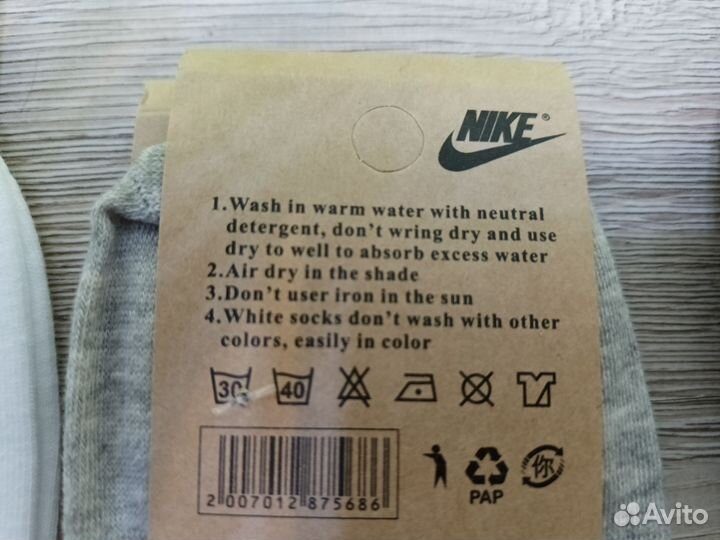 NIKE®
1.Wash in warm water with neutral
detergent, don't wring dry and use
dry to well to absorb excess water
2.Air dry in the shade
3.Don't user iron in the sun
4.White socks don't wash with other
colors, easily in color
30 40
2 007012 875686
PAP
你
Avito